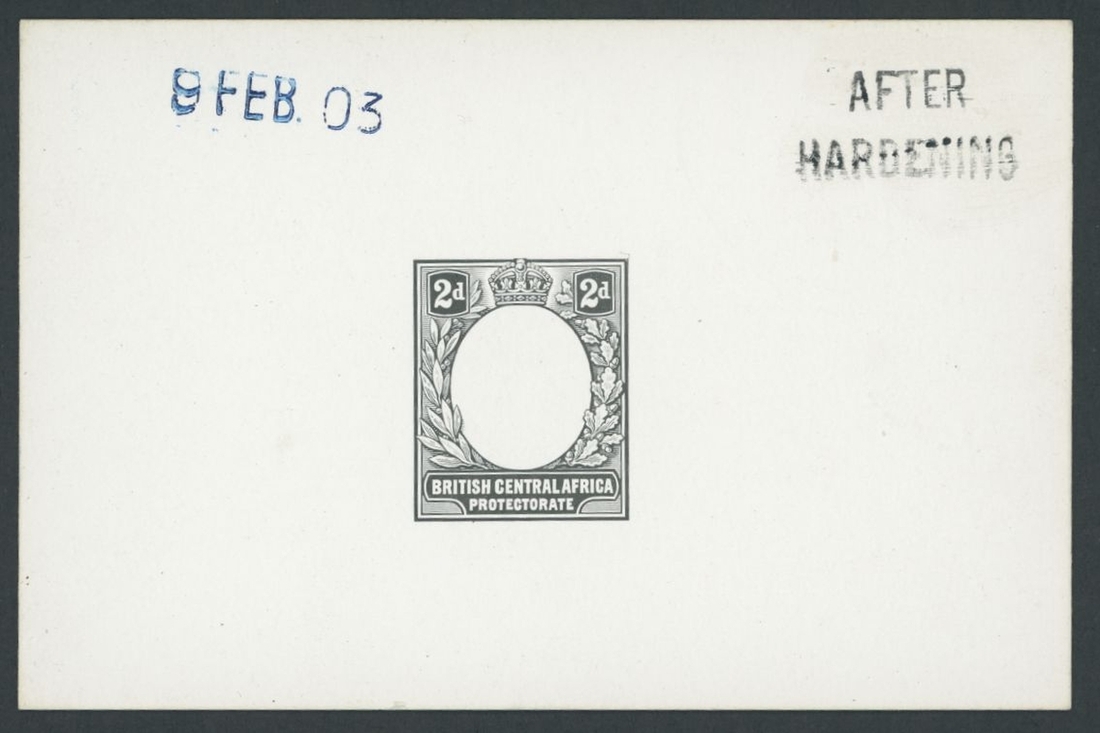 9 FEB. 03
AFTER
HARDENING
2d 2d
BRITISH CENTRAL AFRICA
PROTECTORATE